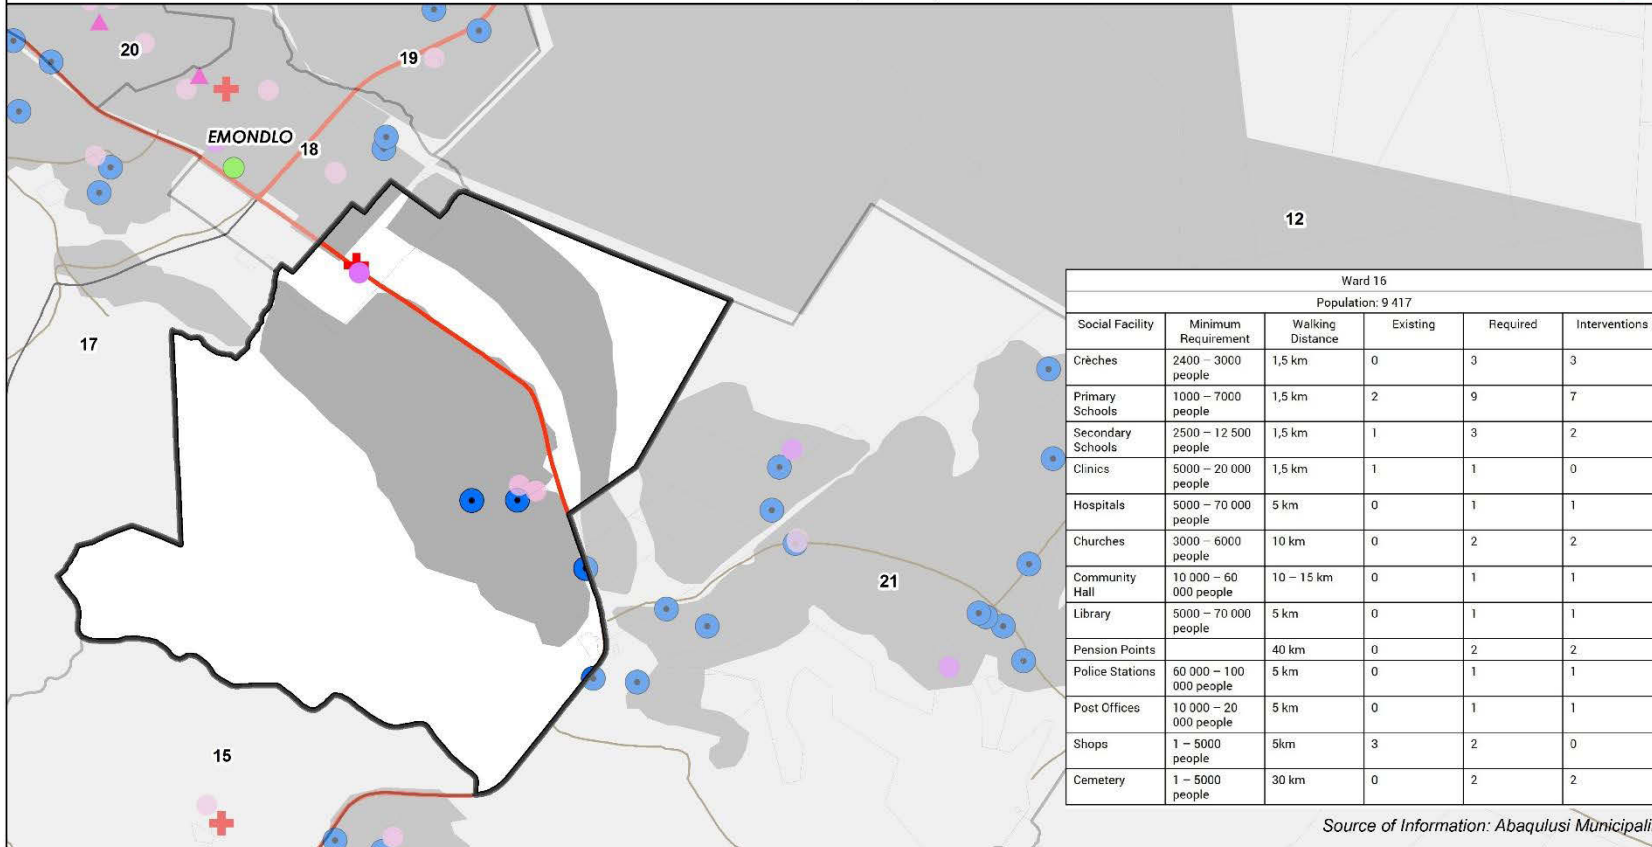 20
19
EMONDLO
18
12
17
21
15
Ward 16
Population: 9 417
Social Facility Minimum Requirement Walking Distance Existing Required Interventions
Crèches 2400 – 3000 people 1,5 km 0 3 3
Primary Schools 1000 – 7000 people 1,5 km 2 9 7
Secondary Schools 2500 – 12 500 people 1,5 km 1 3 2
Clinics 5000 – 20 000 people 1,5 km 1 1 0
Hospitals 5000 – 70 000 people 5 km 0 1 1
Churches 3000 – 6000 people 10 km 0 2 2
Community Hall 10 000 – 60 000 people 10 – 15 km 0 1 1
Library 5000 – 70 000 people 5 km 0 1 1
Pension Points 40 km 0 2 2
Police Stations 60 000 – 100 000 people 5 km 0 1 1
Post Offices 10 000 – 20 000 people 5 km 0 1 1
Shops 1 – 5000 people 5km 3 2 0
Cemetery 1 – 5000 people 30 km 0 2 2
Source of Information: Abaqulusi Municipali